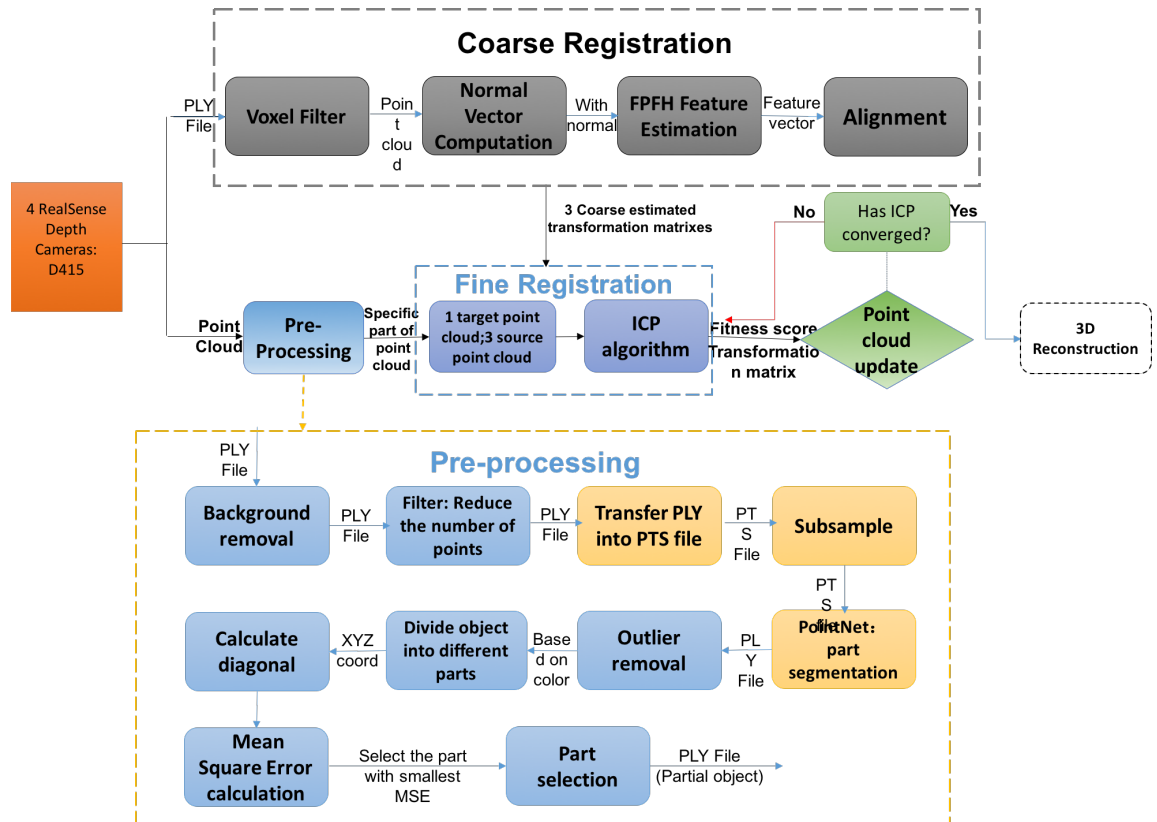 Coarse Registration
PLY
File
Voxel Filter
Poin
t
clou
d
Normal
Vector
Computation
With
normal
FPFH Feature
Estimation
Feature
vector
Alignment
4 RealSense
Depth
Cameras:
D415
3 Coarse estimated
transformation matrixes
No
Has ICP
converged?
Yes
Fine Registration
Point
Cloud
Pre-
Processing
Specific
part of
point
cloud
1 target point
cloud;3 source
point cloud
ICP
algorithm
Fitness score
Transformatio
n matrix
Point
cloud
update
3D
Reconstruction
Pre-processing
PLY
File
Background
removal
PLY
File
Filter: Reduce
the number of
points
PLY
File
Transfer PLY
into PTS file
PT
S
File
Subsample
PT
S
file
PointNet：
part
segmentation
PL
Y
File
Outlier
removal
Base
d on
color
Divide object
into different
parts
XYZ
coord
Calculate
diagonal
Mean
Square Error
calculation
Select the part
with smallest
MSE
Part
selection
PLY File
(Partial object)